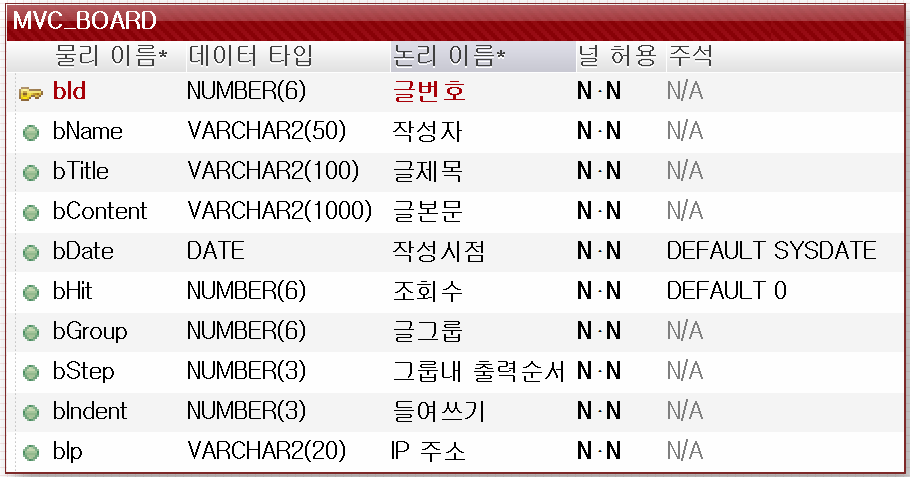 MVC_BOARD
물리 이름* 데이터 타입 논리 이름* 널 허용 주석
bId NUMBER(6) 글번호 N·N N/A
bName VARCHAR2(50) 작성자 N·N N/A
bTitle VARCHAR2(100) 글제목 N·N N/A
bContent VARCHAR2(1000) 글본문 N·N N/A
bDate DATE 작성시점 N·N DEFAULT SYSDATE
bHit NUMBER(6) 조회수 N·N DEFAULT 0
bGroup NUMBER(6) 글그룹 N·N N/A
bStep NUMBER(3) 그룹내 출력순서 N·N N/A
bIndent NUMBER(3) 들여쓰기 N·N N/A
bIp VARCHAR2(20) IP 주소 N·N N/A